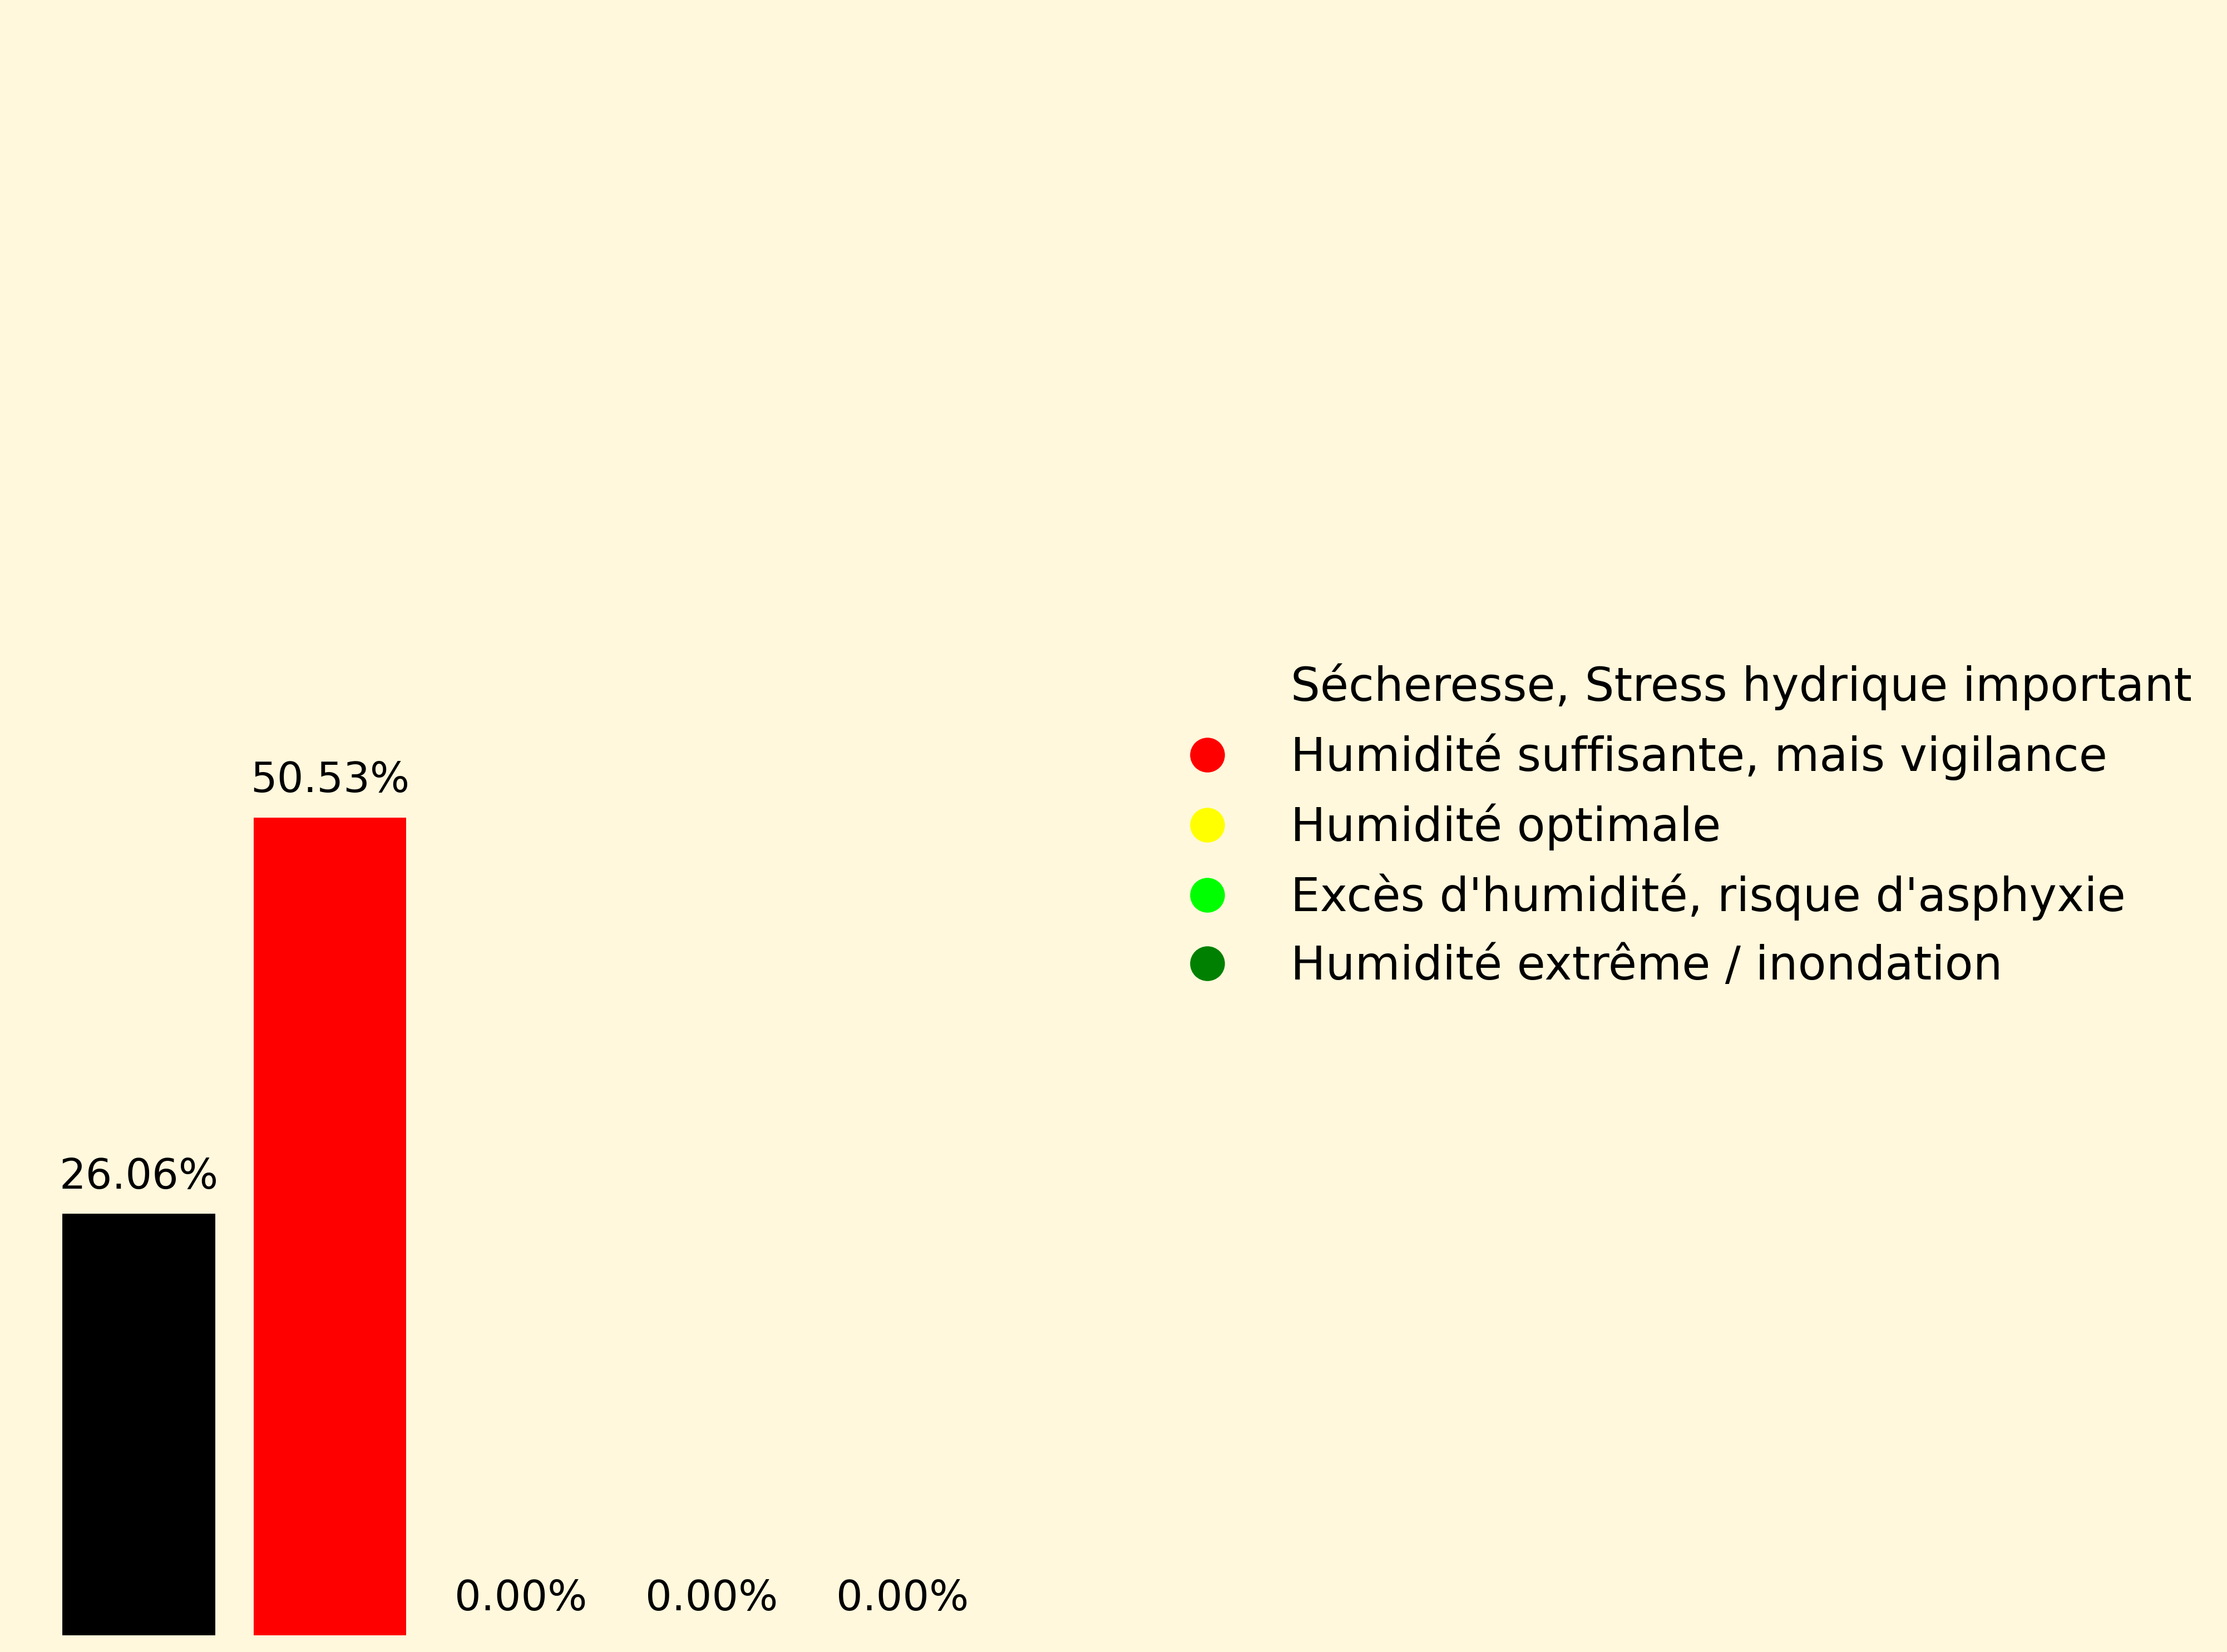 Sécheresse, Stress hydrique important
Humidité suffisante, mais vigilance
50.53%
Humidité optimale
Excès d'humidité, risque d'asphyxie
Humidité extrême / inondation
26.06%
0.00% 0.00% 0.00%